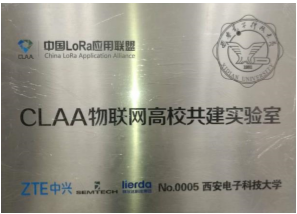 中国LoRa应用联盟
CLAA China LoRa Application Alliance
CLAA物联网高校共建实验室
ZTE中兴 SEMTECH lierda No.0005 西安电子科技大学